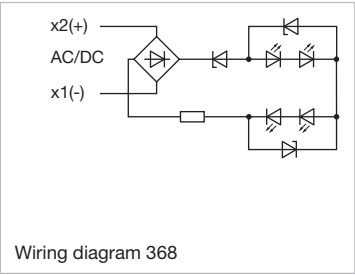 x2(+)
AC/DC
x1(-)
Wiring diagram 368